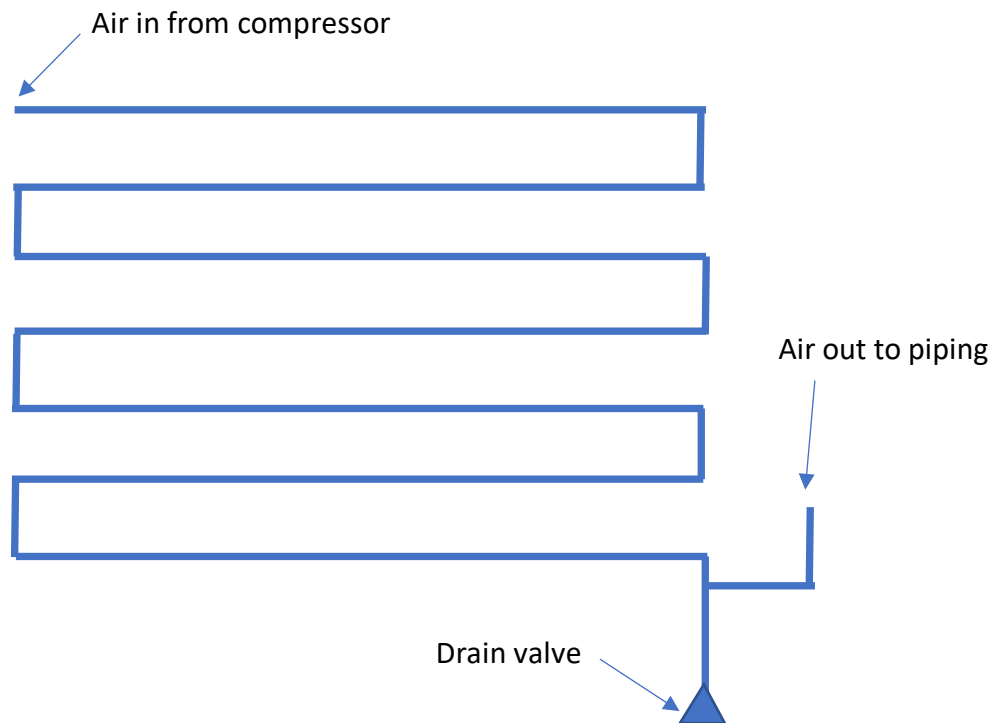 Air in from compressor
Air out to piping
Drain valve